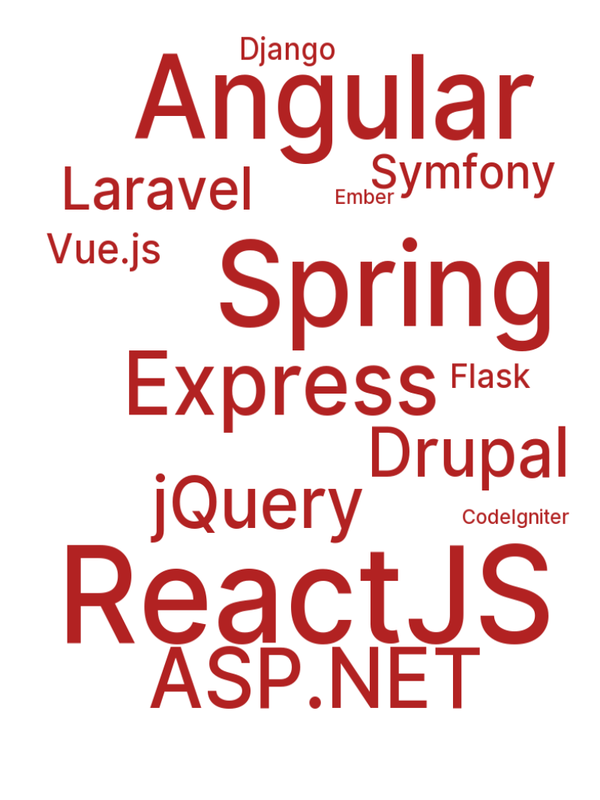 Django
Angular
Symfony
Laravel
Ember
Vue.js
Spring
Express
Flask
Drupal
jQuery
CodeIgniter
ReactJS
ASP.NET